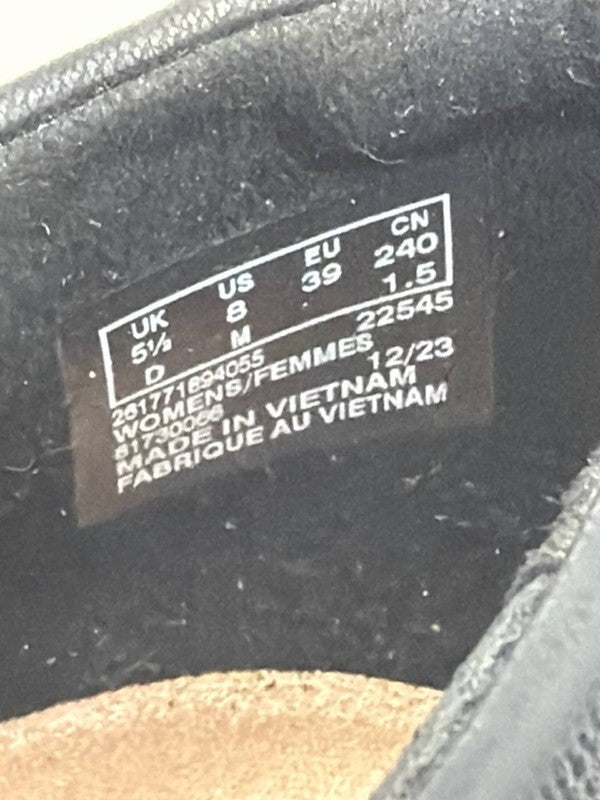 UK US EU CN
5½ 8 39 240
D M 1.5
261771894055 22545
WOMENS/FEMMES
81730066 12/23
MADE IN VIETNAM
FABRIQUE AU VIETNAM